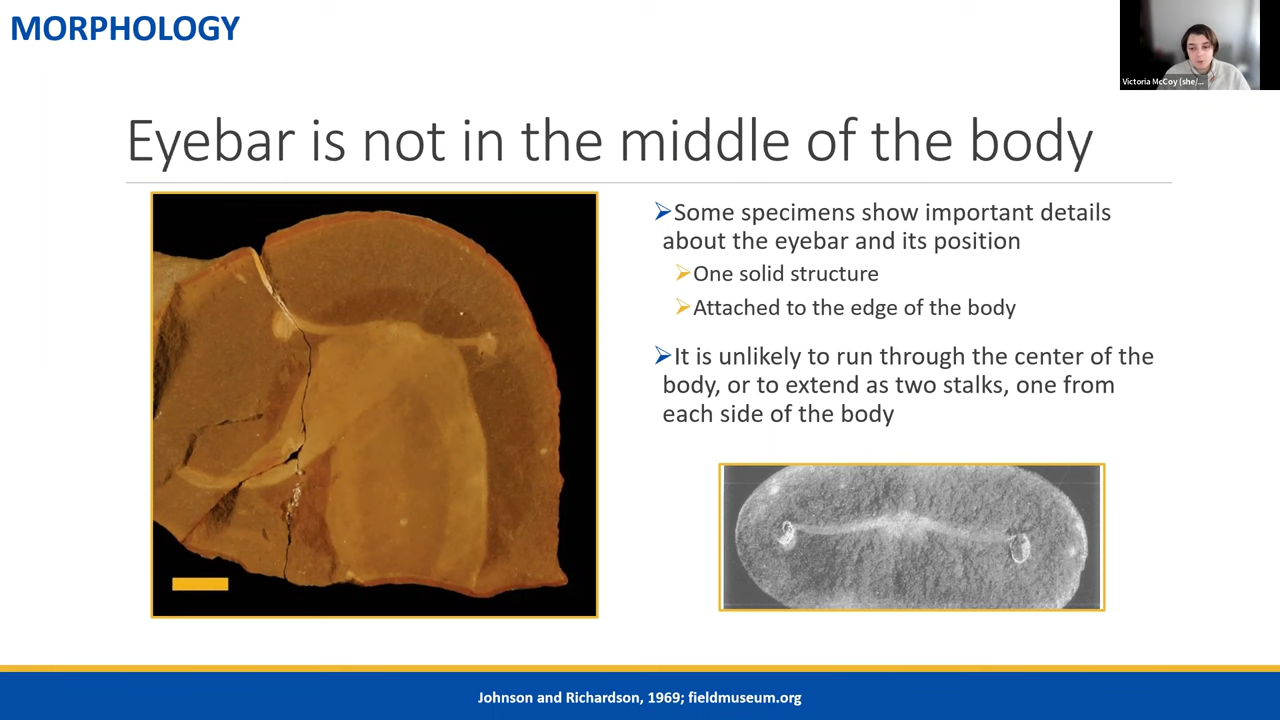 MORPHOLOGY
Victoria McCoy (she/...
Eyebar is not in the middle of the body
Some specimens show important details
about the eyebar and its position
One solid structure
Attached to the edge of the body
It is unlikely to run through the center of the
body, or to extend as two stalks, one from
each side of the body
Johnson and Richardson, 1969; fieldmuseum.org